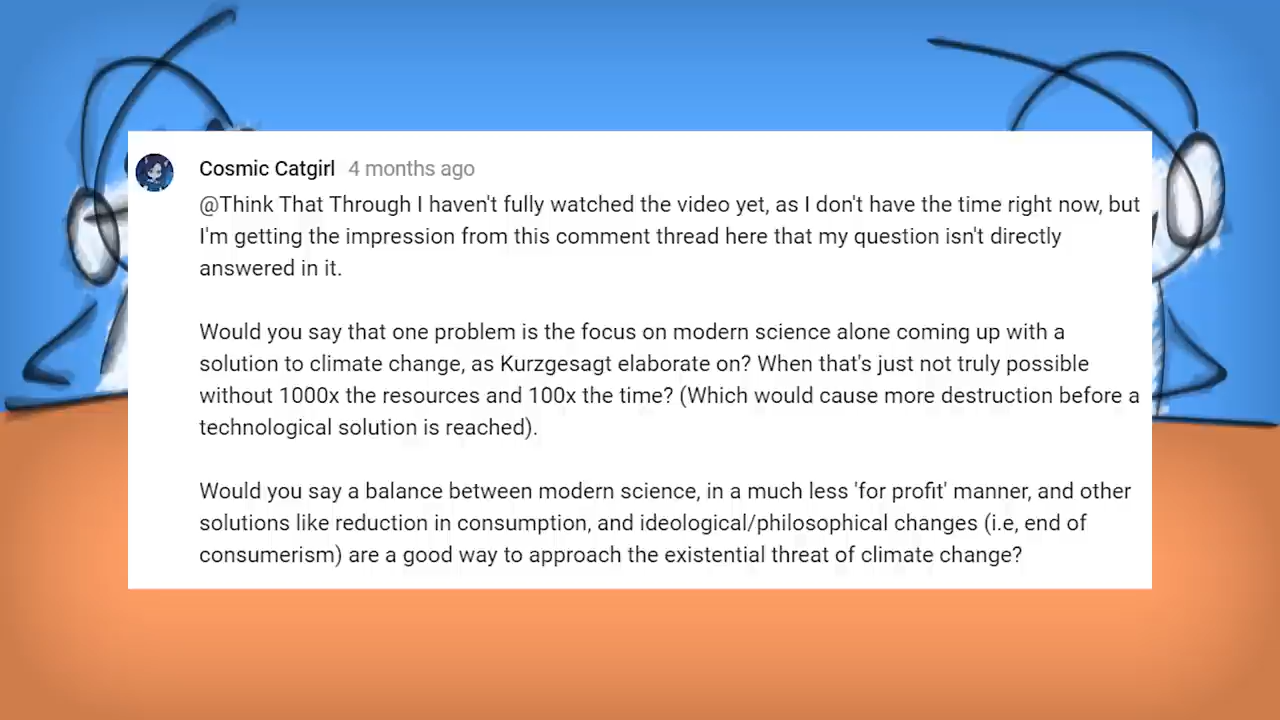 Cosmic Catgirl 4 months ago
@Think That Through I haven't fully watched the video yet, as I don't have the time right now, but
I'm getting the impression from this comment thread here that my question isn't directly
answered in it.
Would you say that one problem is the focus on modern science alone coming up with a
solution to climate change, as Kurzgesagt elaborate on? When that's just not truly possible
without 1000x the resources and 100x the time? (Which would cause more destruction before a
technological solution is reached).
Would you say a balance between modern science, in a much less 'for profit' manner, and other
solutions like reduction in consumption, and ideological/philosophical changes (i.e, end of
consumerism) are a good way to approach the existential threat of climate change?